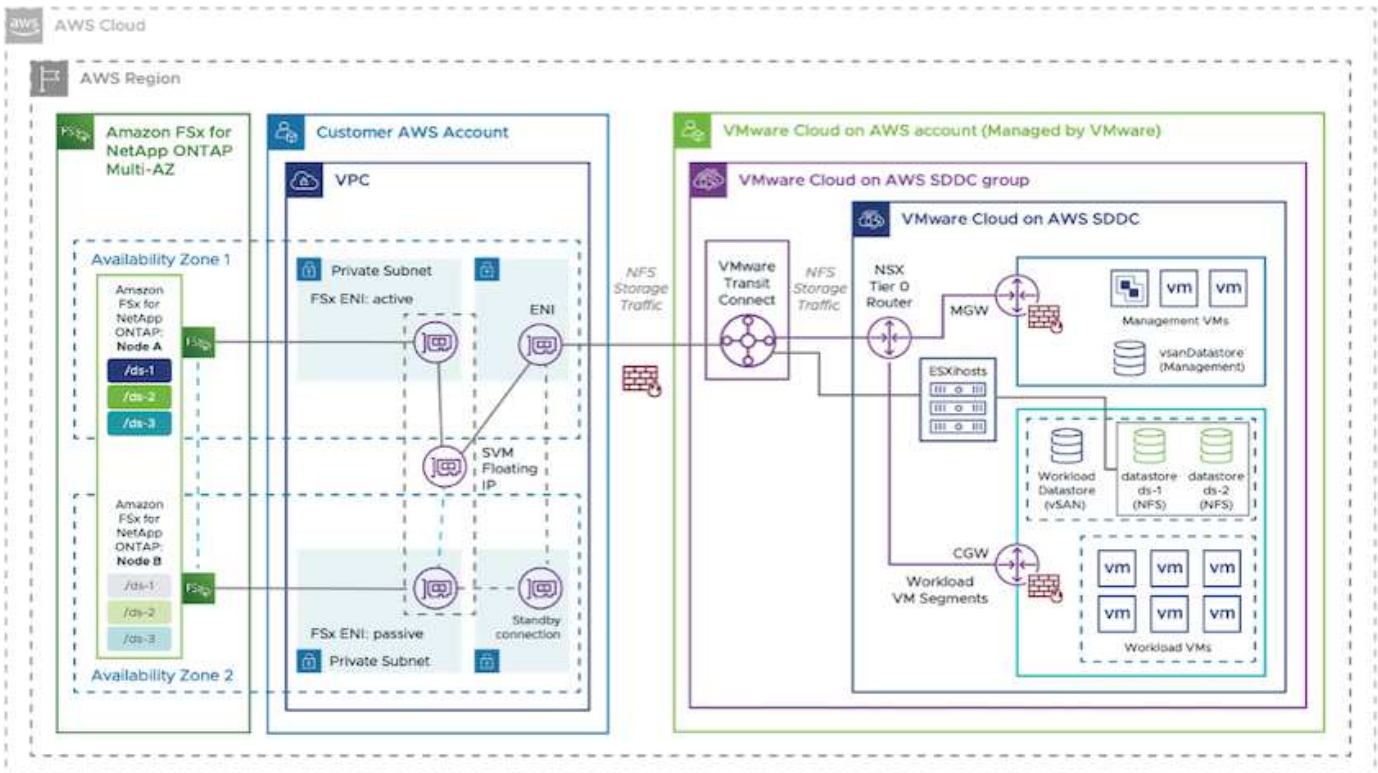 aws
AWS Cloud
AWS Region
FSx
Amazon FSx for
NetApp ONTAP
Multi-AZ
Customer AWS Account
VPC
VMware Cloud on AWS account (Managed by VMware)
VMware Cloud on AWS SDDC group
VMware Cloud on AWS SDDC
Availability Zone 1
Amazon
FSx for
NetApp
ONTAP:
Node A
/ds-1
/ds-2
/ds-3
FSx
Private Subnet
FSx ENI: active
ENI
SVM
Floating
IP
Amazon
FSx for
NetApp
ONTAP:
Node B
/ds-1
/ds-2
/ds-3
FSx
FSx ENI: passive
Private Subnet
Standby
connection
Availability Zone 2
NFS
Storage
Traffic
VMware
Transit
Connect
NFS
Storage
Traffic
NSX
Tier 0
Router
MGW
vm
vm
Management VMs
vsanDatastore
(Management)
ESXihosts
Workload
Datastore
(vSAN)
datastore
ds-1
(NFS)
datastore
ds-2
(NFS)
CGW
Workload
VM Segments
vm
vm
vm
vm
vm
vm
Workload VMs